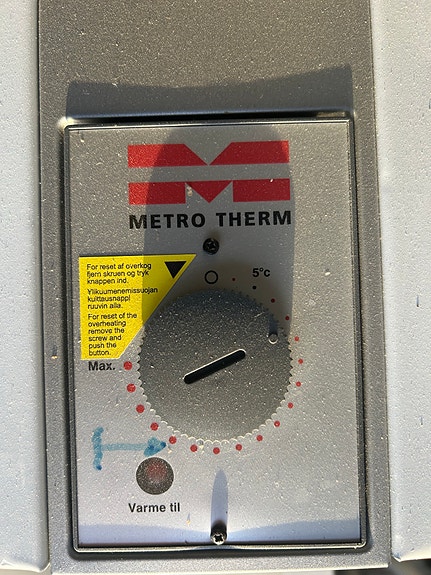 METRO THERM
For reset af overkog
fjern skruen og tryk
knappen ind.
Ylikuumenemissuojan
kuittausnappi
ruuvin alla.
For resst of the
overheating
remove the
screw and
push the
button.
5°c
Max.
Varme til